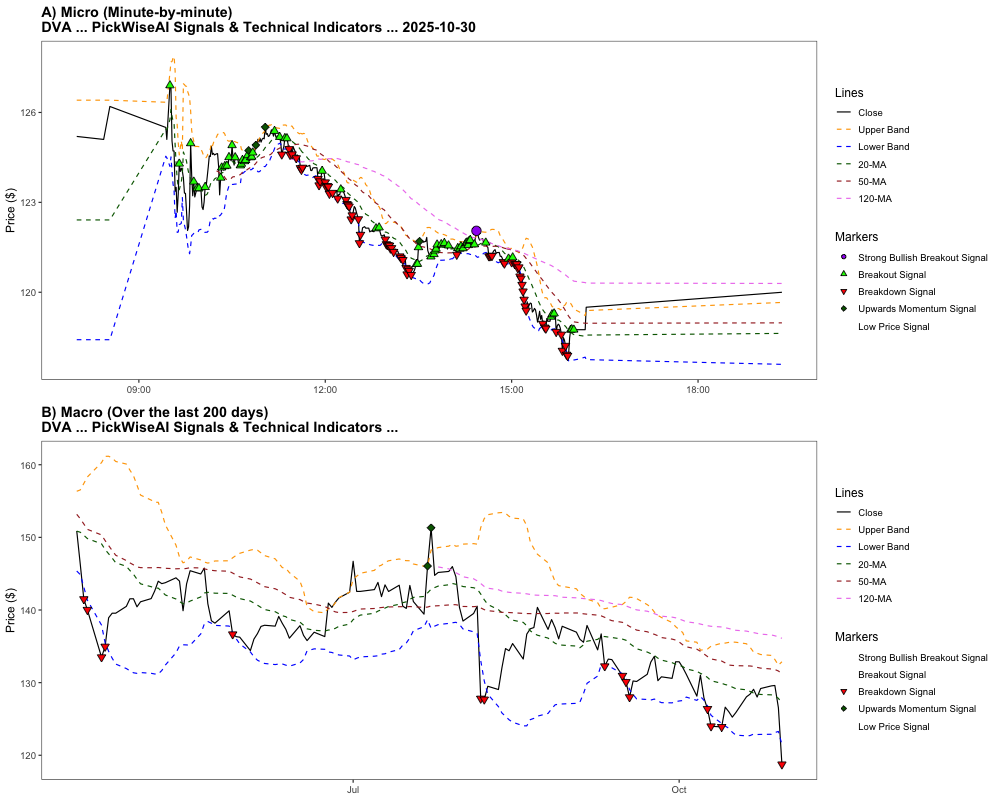 A) Micro (Minute-by-minute)
DVA ... PickWiseAI Signals & Technical Indicators ... 2025-10-30
Price ($)
126
123
120
09:00
12:00
15:00
18:00
Lines
Close
Upper Band
Lower Band
20-MA
50-MA
120-MA
Markers
Strong Bullish Breakout Signal
Breakout Signal
Breakdown Signal
Upwards Momentum Signal
Low Price Signal
B) Macro (Over the last 200 days)
DVA ... PickWiseAI Signals & Technical Indicators ...
Price ($)
160
150
140
130
120
Jul
Oct
Lines
Close
Upper Band
Lower Band
20-MA
50-MA
120-MA
Markers
Strong Bullish Breakout Signal
Breakout Signal
Breakdown Signal
Upwards Momentum Signal
Low Price Signal